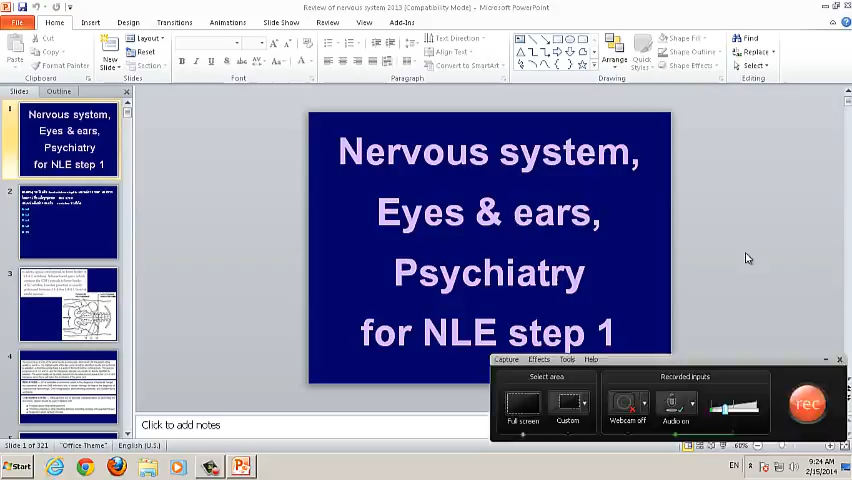 Review of nervous system 2013 [Compatibility Mode] - Microsoft PowerPoint
File Home Insert Design Transitions Animations Slide Show Review View Add-Ins
Paste
Cut
Copy
Format Painter
Clipboard
New
Slide
Layout
Reset
Section
Slides
Font
Paragraph
Text Direction
Align Text
Convert to SmartArt
Arrange
Quick
Styles
Shape Fill
Shape Outline
Shape Effects
Drawing
Find
Replace
Select
Editing
Slides Outline
1
Nervous system,
Eyes & ears,
Psychiatry
for NLE step 1
2
3
4
Nervous system,
Eyes & ears,
Psychiatry
for NLE step 1
Capture Effects Tools Help
Select area
Full screen
Custom
Recorded inputs
Webcam off
Audio on
rec
Click to add notes
Slide 1 of 321 "Office Theme" English (U.S.)
60%
Start
EN
9:24 AM
2/15/2014